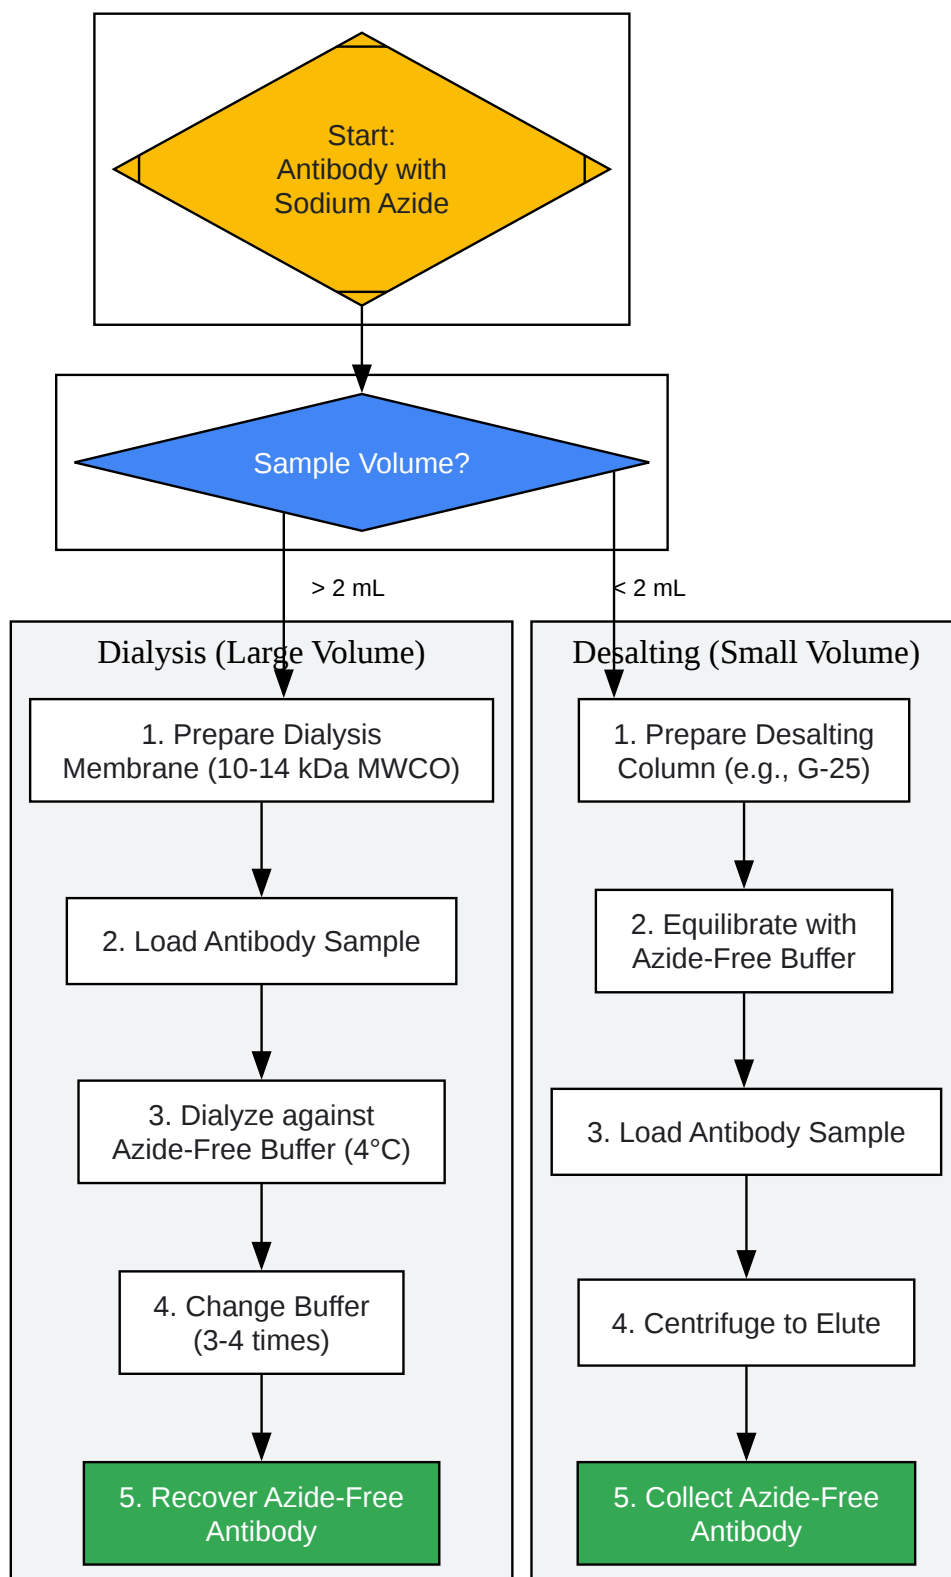 Start:
Antibody with
Sodium Azide
Sample Volume?
> 2 mL
< 2 mL
Dialysis (Large Volume)
1. Prepare Dialysis
Membrane (10-14 kDa MWCO)
2. Load Antibody Sample
3. Dialyze against
Azide-Free Buffer (4°C)
4. Change Buffer
(3-4 times)
5. Recover Azide-Free
Antibody
Desalting (Small Volume)
1. Prepare Desalting
Column (e.g., G-25)
2. Equilibrate with
Azide-Free Buffer
3. Load Antibody Sample
4. Centrifuge to Elute
5. Collect Azide-Free
Antibody